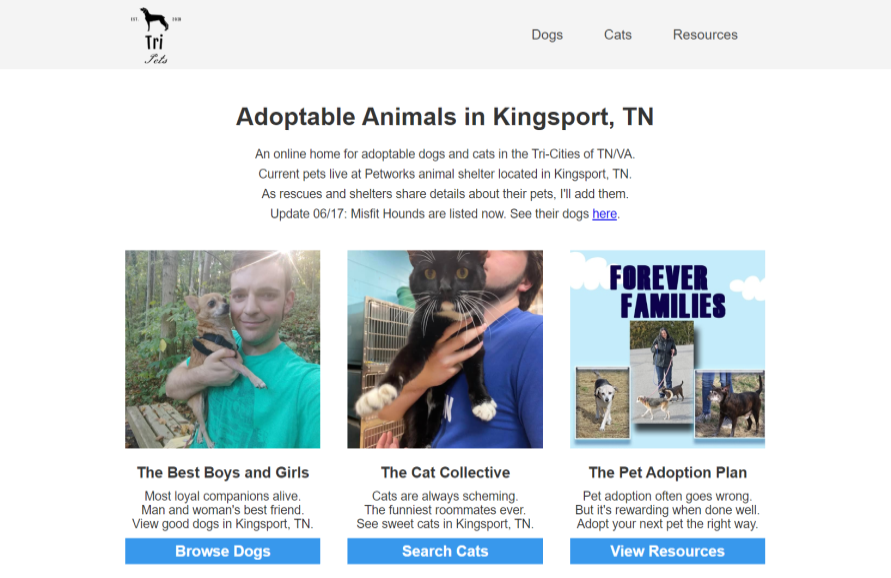 EST. 2020
Tri
Pets
Dogs Cats Resources
Adoptable Animals in Kingsport, TN
An online home for adoptable dogs and cats in the Tri-Cities of TN/VA.
Current pets live at Petworks animal shelter located in Kingsport, TN.
As rescues and shelters share details about their pets, I'll add them.
Update 06/17: Misfit Hounds are listed now. See their dogs here.
FOREVER
FAMILIES
The Best Boys and Girls
Most loyal companions alive.
Man and woman's best friend.
View good dogs in Kingsport, TN.
Browse Dogs
The Cat Collective
Cats are always scheming.
The funniest roommates ever.
See sweet cats in Kingsport, TN.
Search Cats
The Pet Adoption Plan
Pet adoption often goes wrong.
But it's rewarding when done well.
Adopt your next pet the right way.
View Resources